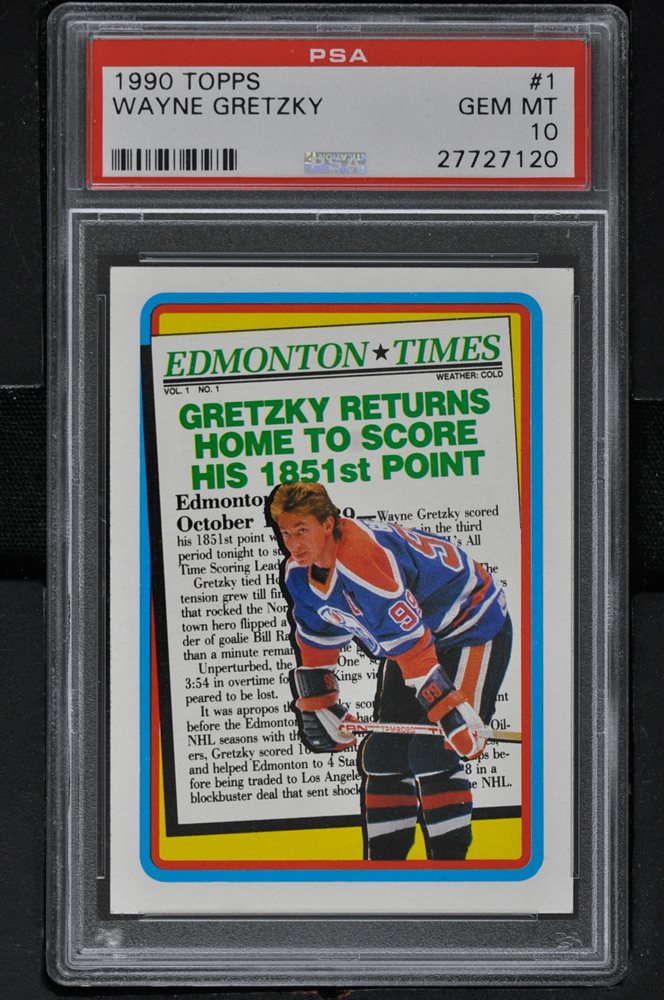 PSA
1990 TOPPS #1
WAYNE GRETZKY GEM MT
10
PSA 27727120
EDMONTON★TIMES
VOL. 1 NO. 1 WEATHER: COLD
GRETZKY RETURNS
HOME TO SCORE
HIS 1851st POINT
Edmonton
October —Wayne Gretzky scored
his 1851st point in the third
period tonight to All
Time Scoring
Gretzky tied The
tension grew till
that rocked the
town hero flipped a
der of goalie Bill
than a minute
Unperturbed, the One"
3:54 in overtime Kings
peared to be lost.
It was apropos
before the
NHL seasons with Oil-
ers, Gretzky scored be-
and helped Edmonton to 4 in a
fore being traded to Los NHL.
blockbuster deal that sent
99
99